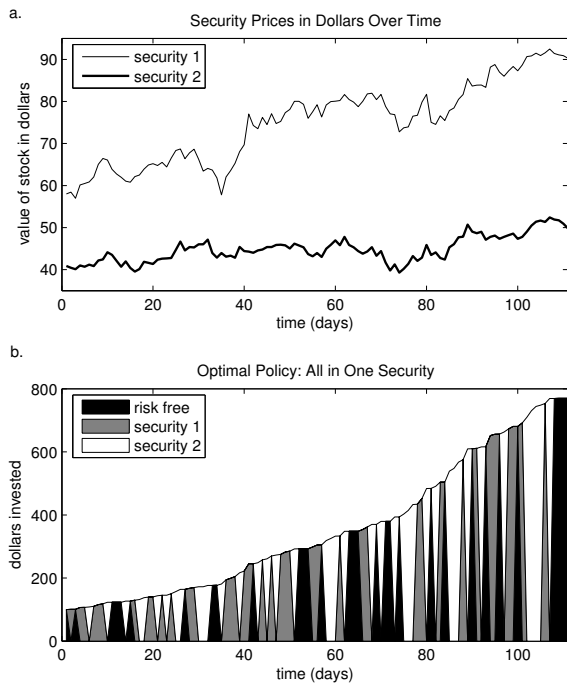 a.
Security Prices in Dollars Over Time
security 1
security 2
90
80
70
60
50
40
value of stock in dollars
0 20 40 60 80 100
time (days)
b.
Optimal Policy: All in One Security
risk free
security 1
security 2
800
600
400
200
0
dollars invested
0 20 40 60 80 100
time (days)